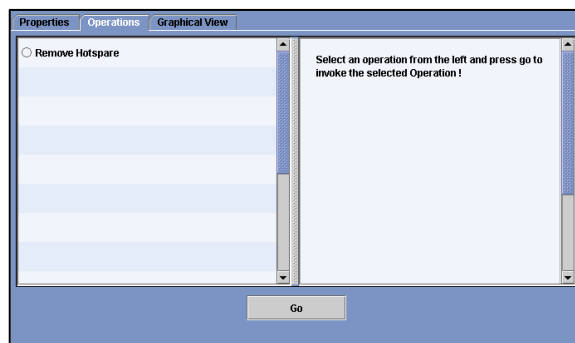 Properties Operations Graphical View
Remove Hotspare
Select an operation from the left and press go to
invoke the selected Operation !
Go